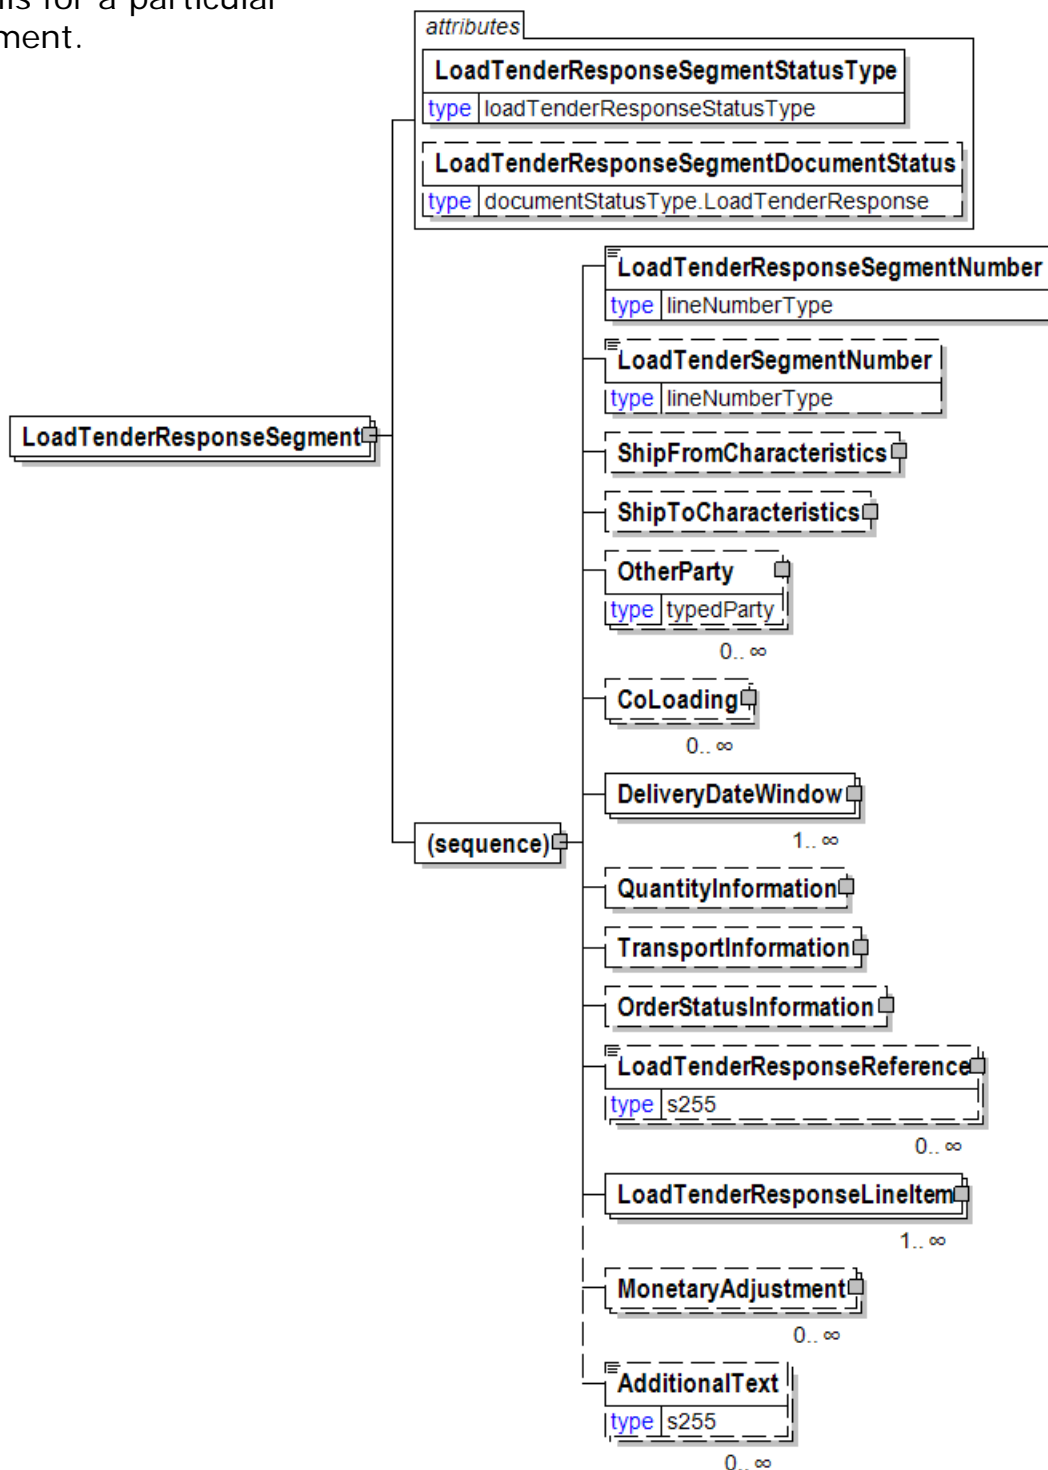 for a particular
attributes
LoadTenderResponseSegmentStatusType
type loadTenderResponseStatusType
LoadTenderResponseSegmentDocumentStatus
type documentStatusType.LoadTenderResponse
LoadTenderResponseSegmentNumber
type lineNumberType
LoadTenderSegmentNumber
type lineNumberType
LoadTenderResponseSegment
ShipFromCharacteristics
ShipToCharacteristics
OtherParty
type typedParty
0.. ∞
CoLoading
0.. ∞
DeliveryDateWindow
1.. ∞
(sequence)
QuantityInformation
TransportInformation
OrderStatusInformation
LoadTenderResponseReference
type s255
0.. ∞
LoadTenderResponseLineItem
1.. ∞
MonetaryAdjustment
0.. ∞
AdditionalText
type s255
0.. ∞